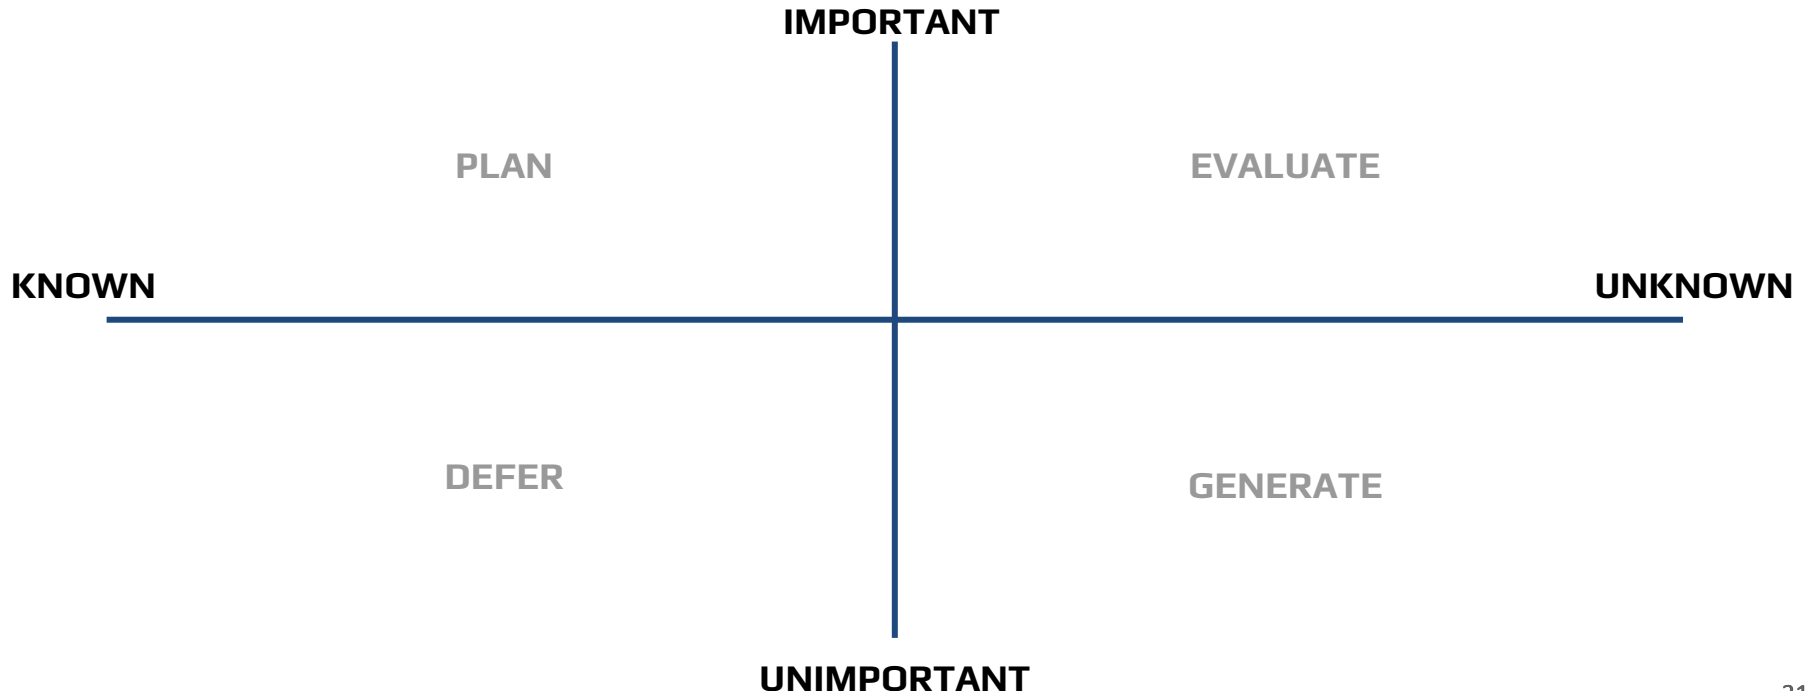 IMPORTANT
PLAN
EVALUATE
KNOWN
UNKNOWN
DEFER
GENERATE
UNIMPORTANT